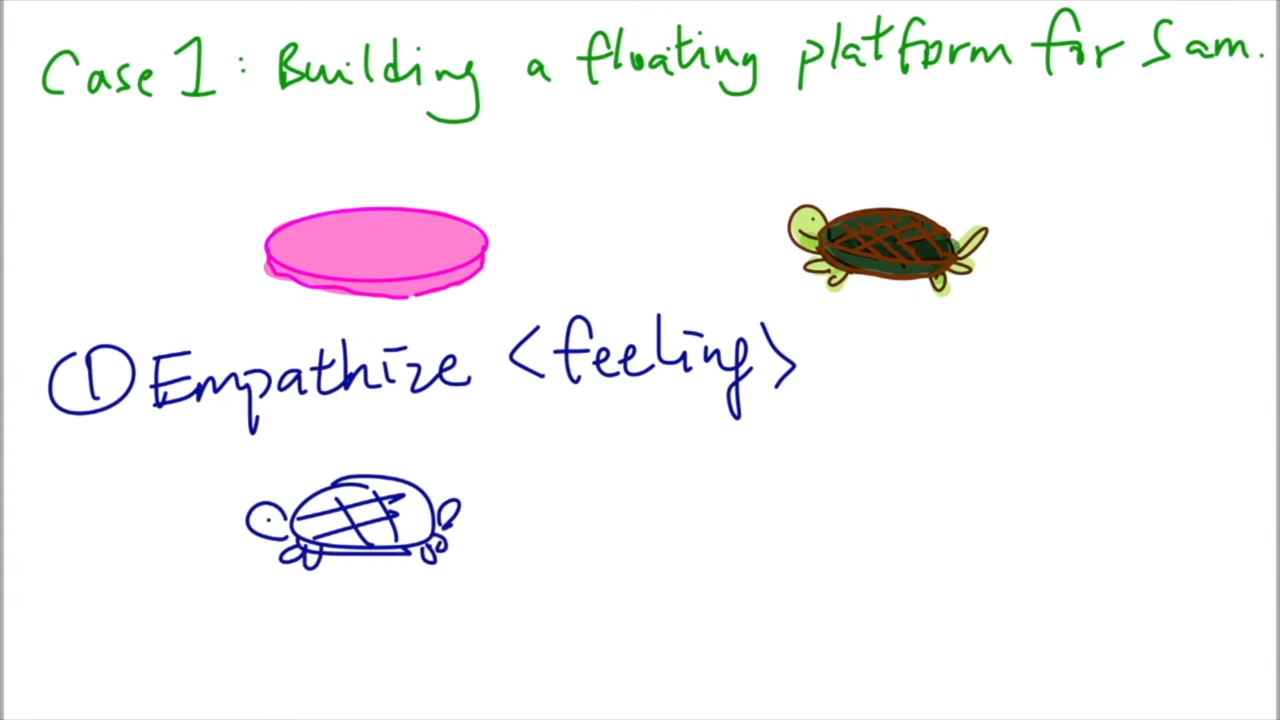 Case 1: Building a floating platform for Sam.
① Empathize <feeling>